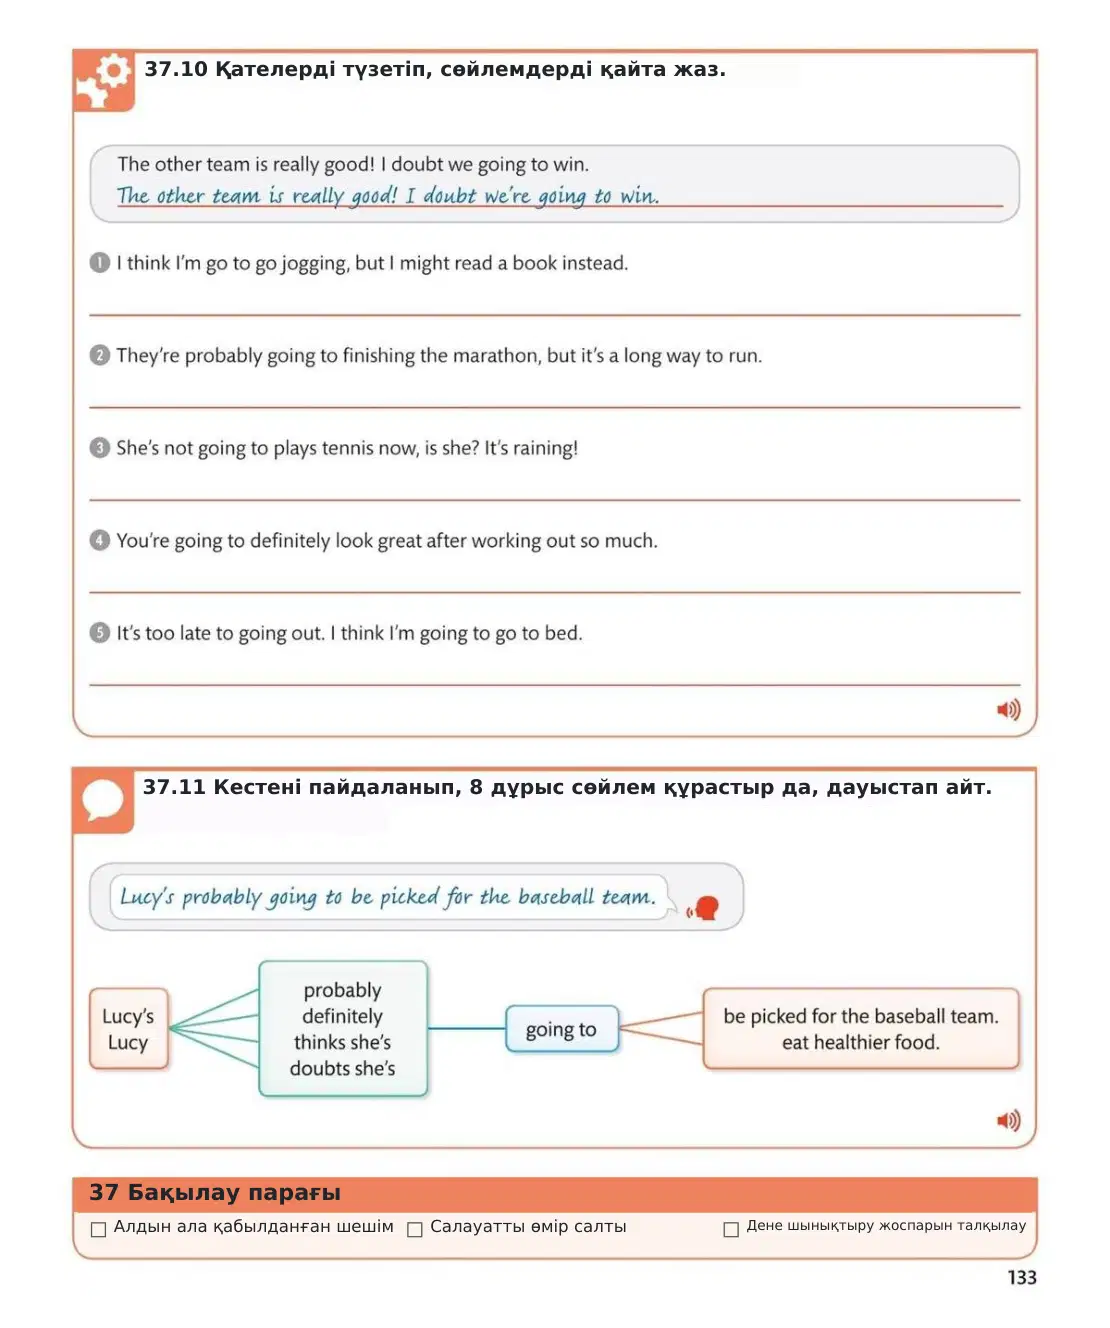 37.10 Қателерді түзетіп, сөйлемдерді қайта жаз.
The other team is really good! I doubt we going to win.
The other team is really good! I doubt we're going to win.
1 I think I'm go to go jogging, but I might read a book instead.
2 They're probably going to finishing the marathon, but it's a long way to run.
3 She's not going to plays tennis now, is she? It's raining!
4 You're going to definitely look great after working out so much.
5 It's too late to going out. I think I'm going to go to bed.
37.11 Кестені пайдаланып, 8 дұрыс сөйлем құрастыр да, дауыстап айт.
Lucy's probably going to be picked for the baseball team.
Lucy's
Lucy
probably
definitely
thinks she's
doubts she's
going to
be picked for the baseball team.
eat healthier food.
37 Бақылау парағы
Алдын ала қабылданған шешім
Салауатты өмір салты
Дене шынықтыру жоспарын талқылау
133